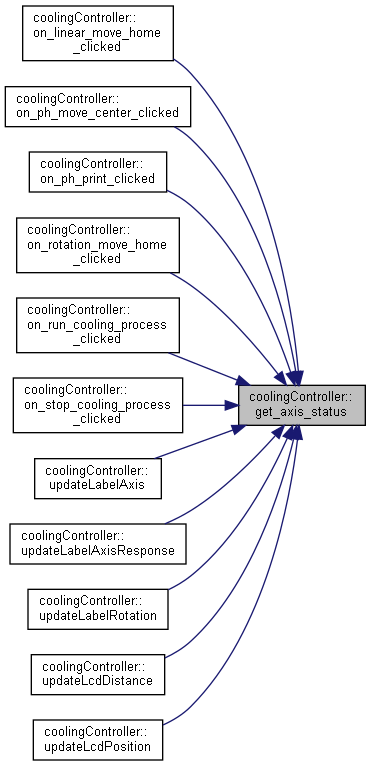 coolingController::
on_linear_move_home
_clicked
coolingController::
on_ph_move_center_clicked
coolingController::
on_ph_print_clicked
coolingController::
on_rotation_move_home
_clicked
coolingController::
on_run_cooling_process
_clicked
coolingController::
get_axis_status
coolingController::
on_stop_cooling_process
_clicked
coolingController::
updateLabelAxis
coolingController::
updateLabelAxisResponse
coolingController::
updateLabelRotation
coolingController::
updateLcdDistance
coolingController::
updateLcdPosition